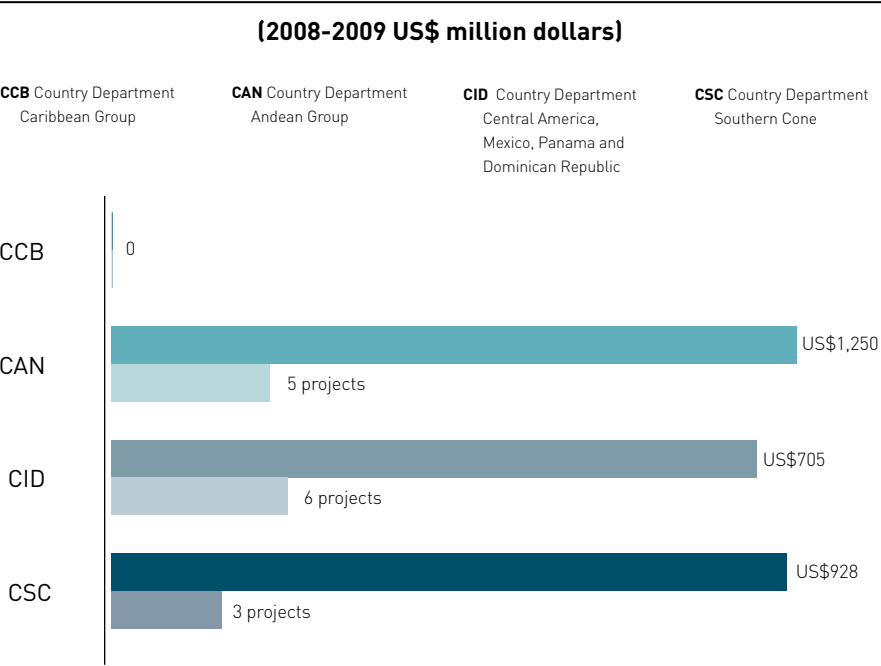 (2008-2009 US$ million dollars)
CCB Country Department
Caribbean Group
CAN Country Department
Andean Group
CID Country Department
Central America,
Mexico, Panama and
Dominican Republic
CSC Country Department
Southern Cone
CCB
0
CAN
US$1,250
5 projects
CID
US$705
6 projects
CSC
US$928
3 projects